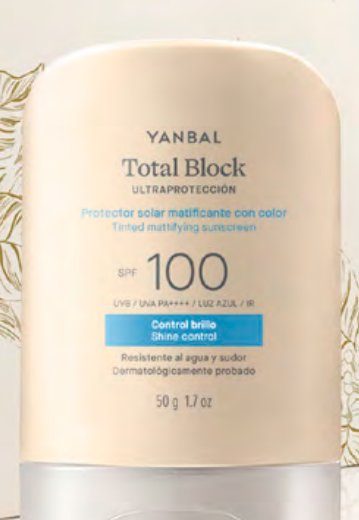 YANBAL
Total Block
ULTRAPROTECCIÓN
Protector solar matificante con color
Tinted mattifying sunscreen
SPF 100
UVB / UVA PA++++ / LUZ AZUL / IR
Control brillo
Shine control
Resistente al agua y sudor
Dermatológicamente probado
50 g 1.7 oz